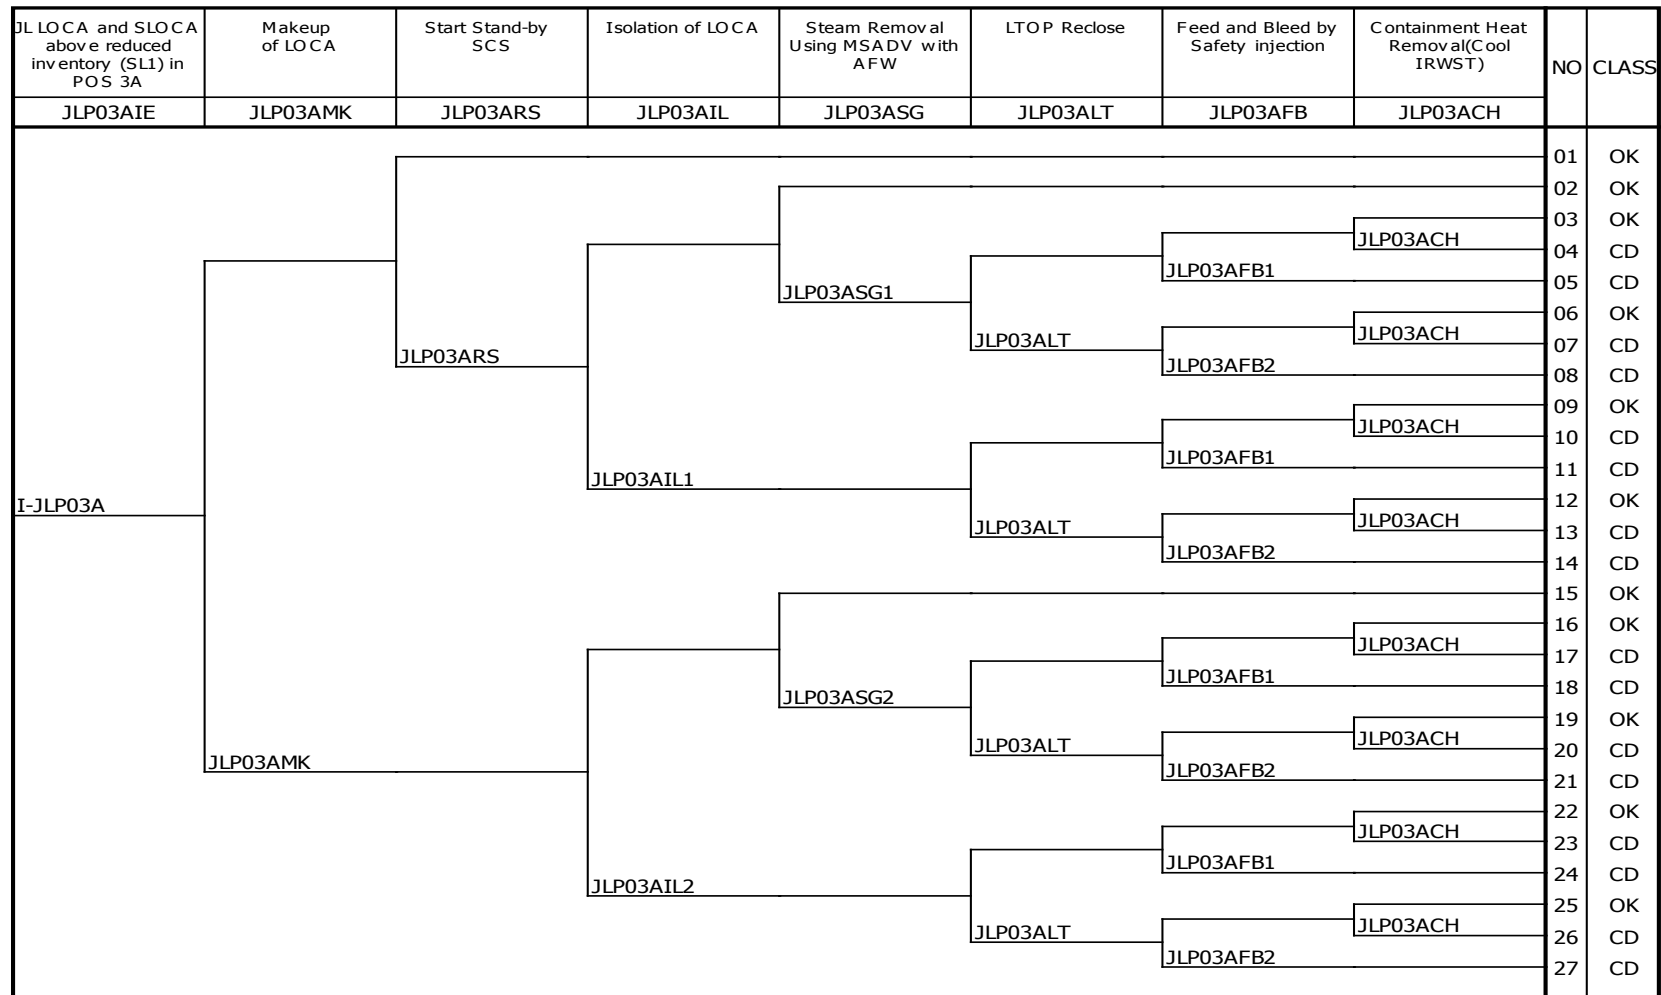 JL LOCA and SLOCA
above reduced
inventory (SL1) in
POS 3A
Makeup
of LOCA
Start Stand-by
SCS
Isolation of LOCA
Steam Removal
Using MSADV with
AFW
LTOP Reclose
Feed and Bleed by
Safety injection
Containment Heat
Removal(Cool
IRWST)
NO
CLASS
JLP03AIE
JLP03AMK
JLP03ARS
JLP03AIL
JLP03ASG
JLP03ALT
JLP03AFB
JLP03ACH
01 OK
02 OK
03 OK
JLP03ACH
04 CD
JLP03AFB1
05 CD
JLP03ASG1
06 OK
JLP03ALT
JLP03ACH
07 CD
JLP03ARS
JLP03AFB2
08 CD
09 OK
JLP03ACH
10 CD
JLP03AFB1
11 CD
JLP03AIL1
12 OK
I-JLP03A
JLP03ALT
JLP03ACH
13 CD
JLP03AFB2
14 CD
15 OK
16 OK
JLP03ACH
17 CD
JLP03AFB1
18 CD
JLP03ASG2
19 OK
JLP03ALT
JLP03ACH
20 CD
JLP03AMK
JLP03AFB2
21 CD
22 OK
JLP03ACH
23 CD
JLP03AFB1
24 CD
JLP03AIL2
25 OK
JLP03ALT
JLP03ACH
26 CD
JLP03AFB2
27 CD